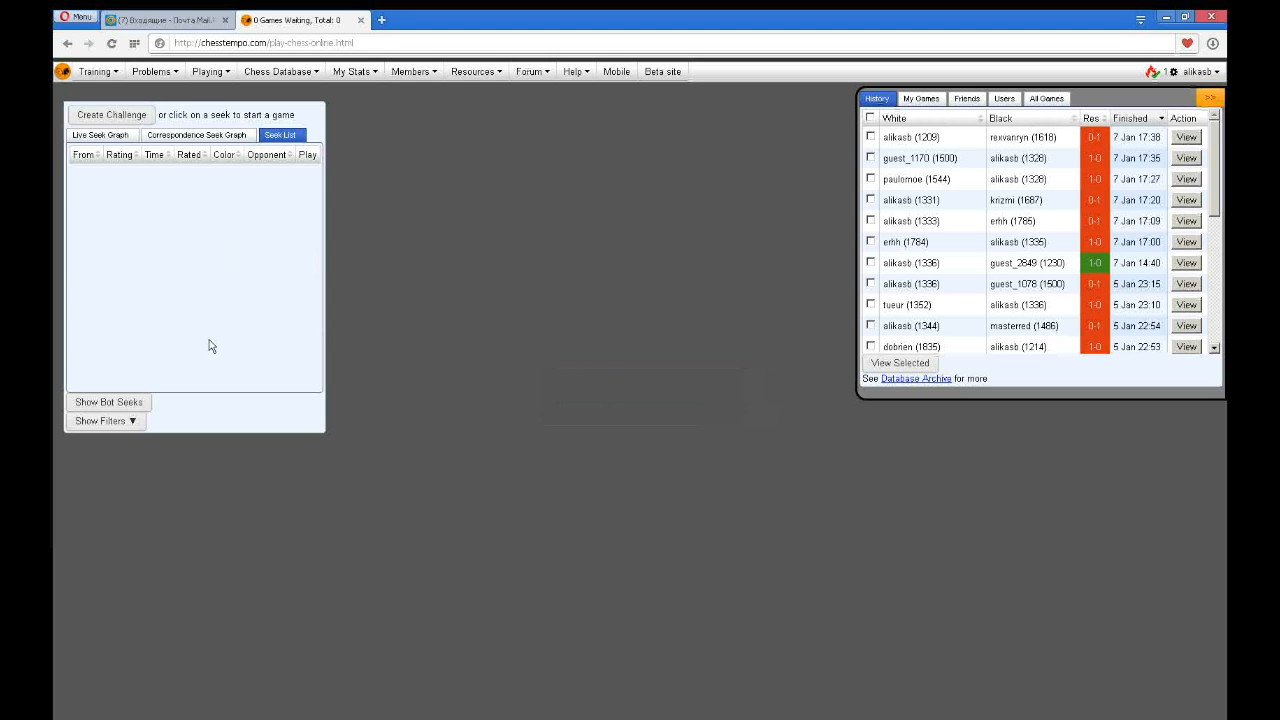 Menu
(7) Входящие - Почта Mail.
0 Games Waiting, Total: 0
http://chesstempo.com/play-chess-online.html
Training Problems Playing Chess Database My Stats Members Resources Forum Help Mobile Beta site 1 alikasb
Create Challenge or click on a seek to start a game
Live Seek Graph Correspondence Seek Graph Seek List
From Rating Time Rated Color Opponent Play
Show Bot Seeks
Show Filters ▼
History My Games Friends Users All Games >>
White Black Res Finished Action
alikasb (1209) rexvanryn (1618) 0-1 7 Jan 17:38 View
guest_1170 (1500) alikasb (1328) 1-0 7 Jan 17:35 View
paulomoe (1544) alikasb (1328) 1-0 7 Jan 17:27 View
alikasb (1331) krizmi (1687) 0-1 7 Jan 17:20 View
alikasb (1333) erhh (1785) 0-1 7 Jan 17:09 View
erhh (1784) alikasb (1335) 1-0 7 Jan 17:00 View
alikasb (1336) guest_2849 (1230) 1-0 7 Jan 14:40 View
alikasb (1336) guest_1078 (1500) 0-1 5 Jan 23:15 View
tueur (1352) alikasb (1336) 1-0 5 Jan 23:10 View
alikasb (1344) masterred (1486) 0-1 5 Jan 22:54 View
dobrien (1835) alikasb (1214) 1-0 5 Jan 22:53 View
View Selected
See Database Archive for more